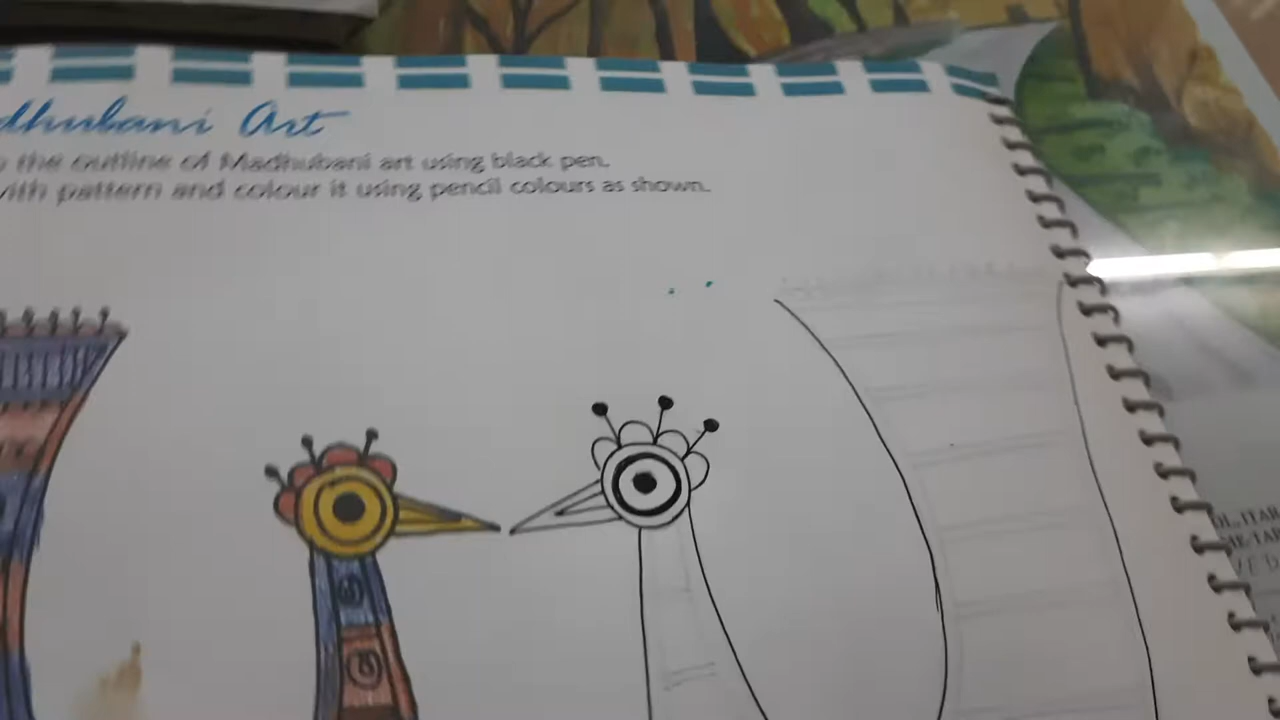 dhubani Art
the outline of Madhubani art using black pen.
with pattern and colour it using pencil colours as shown.